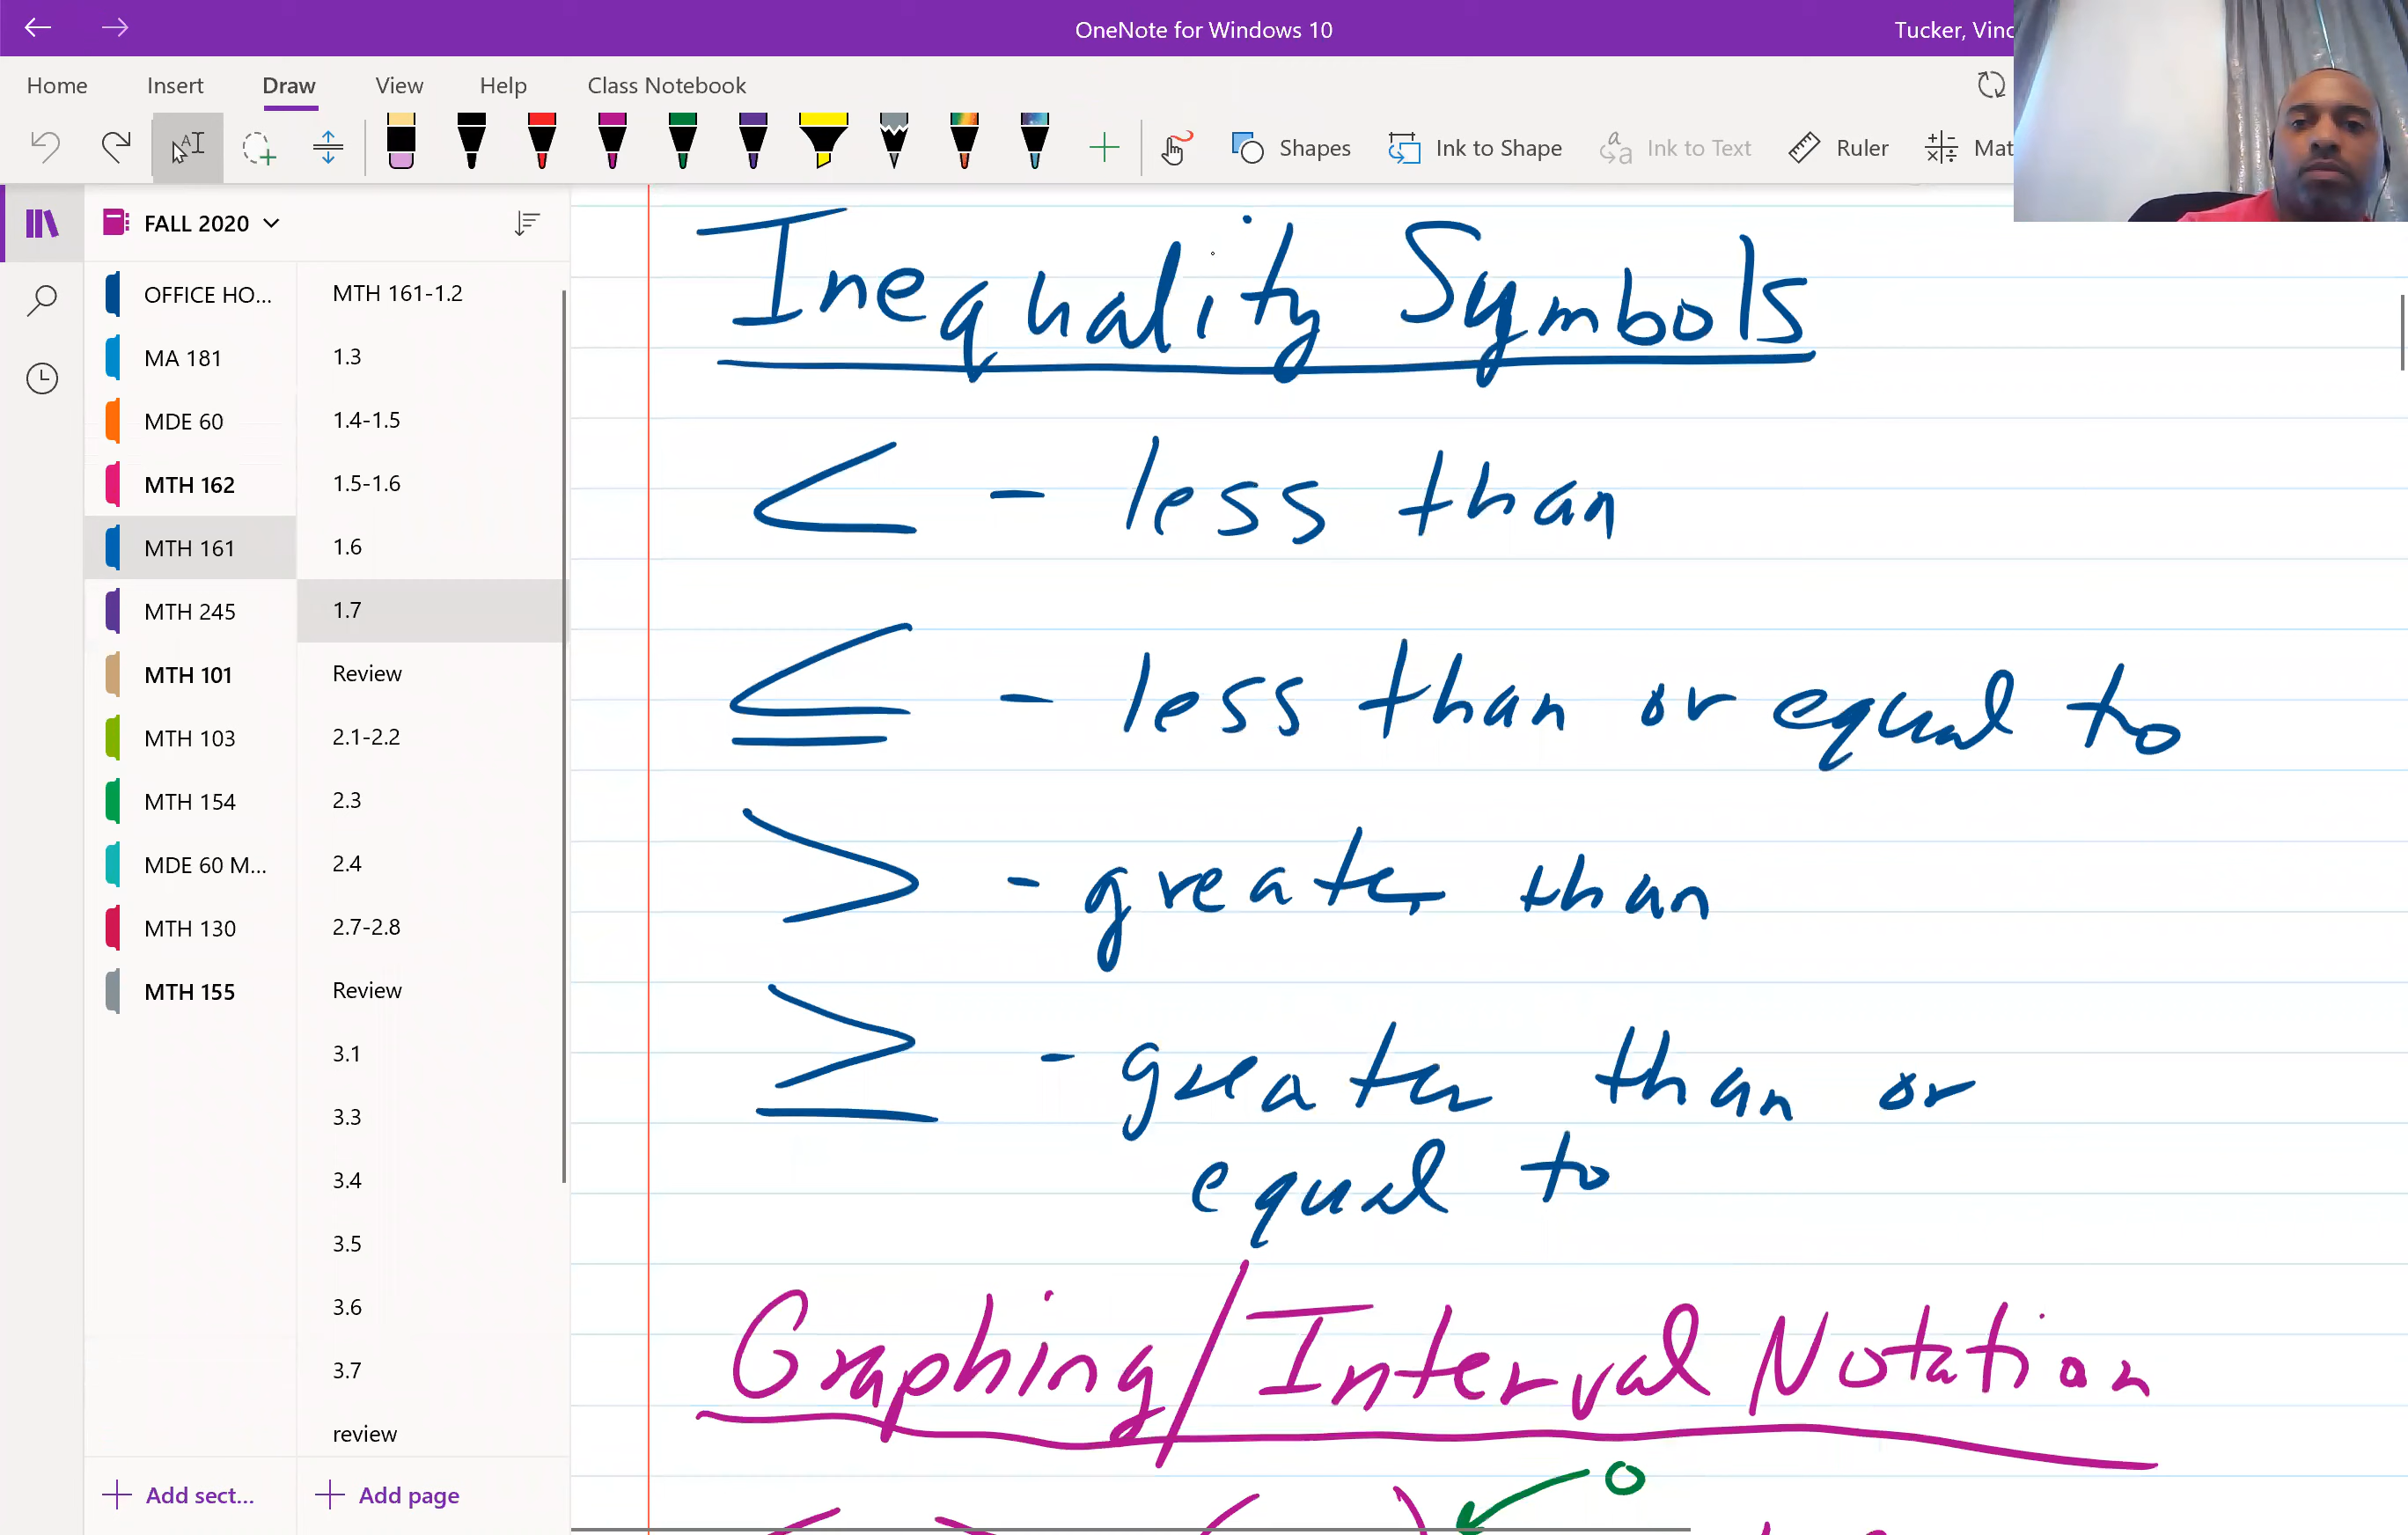 OneNote for Windows 10
Tucker, Vinc
Home Insert Draw View Help Class Notebook
Shapes Ink to Shape Ink to Text Ruler Mat
FALL 2020
OFFICE HO...
MA 181
MDE 60
MTH 162
MTH 161
MTH 245
MTH 101
MTH 103
MTH 154
MDE 60 M...
MTH 130
MTH 155
Add sect...
MTH 161-1.2
1.3
1.4-1.5
1.5-1.6
1.6
1.7
Review
2.1-2.2
2.3
2.4
2.7-2.8
Review
3.1
3.3
3.4
3.5
3.6
3.7
review
Add page
Inequality Symbols
< - less than
≤ - less than or equal to
> - greater than
≥ - greater than or
equal to
Graphing/Interval Notation